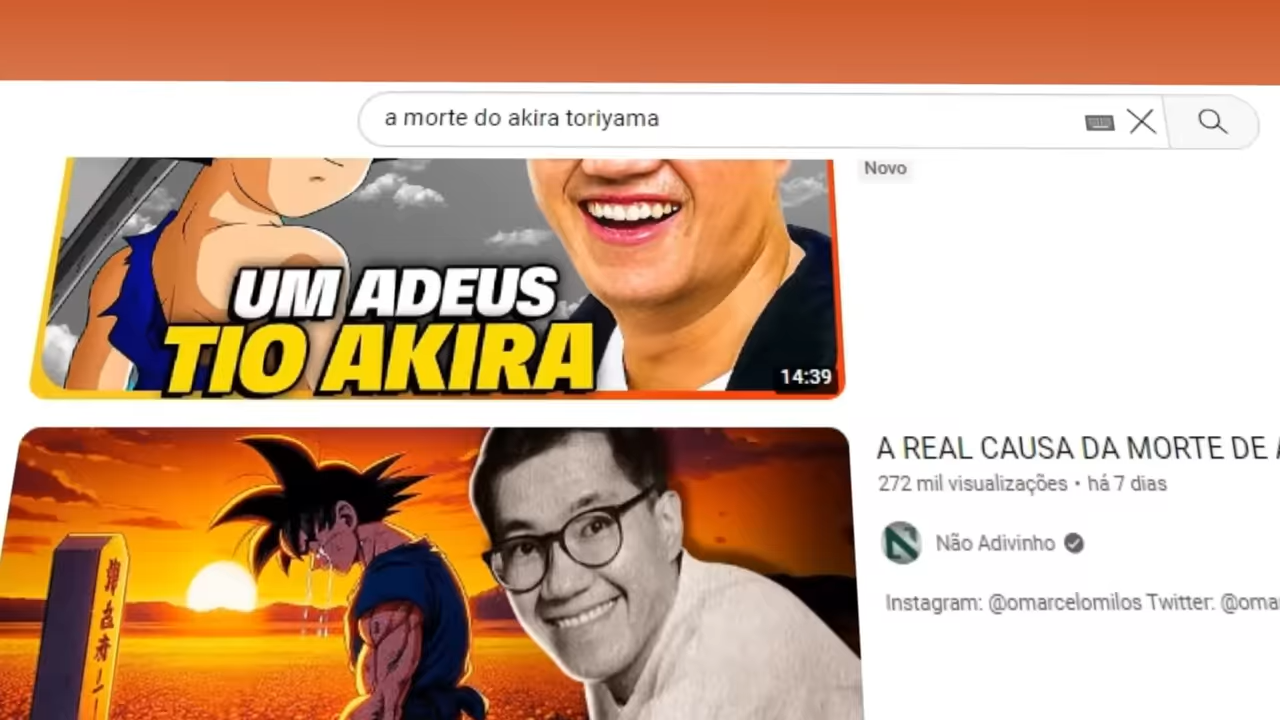 a morte do akira toriyama
Novo
UM ADEUS
TIO AKIRA
14:39
A REAL CAUSA DA MORTE DE
272 mil visualizações • há 7 dias
Não Adivinho
Instagram: @omarcelomilos Twitter: @oma